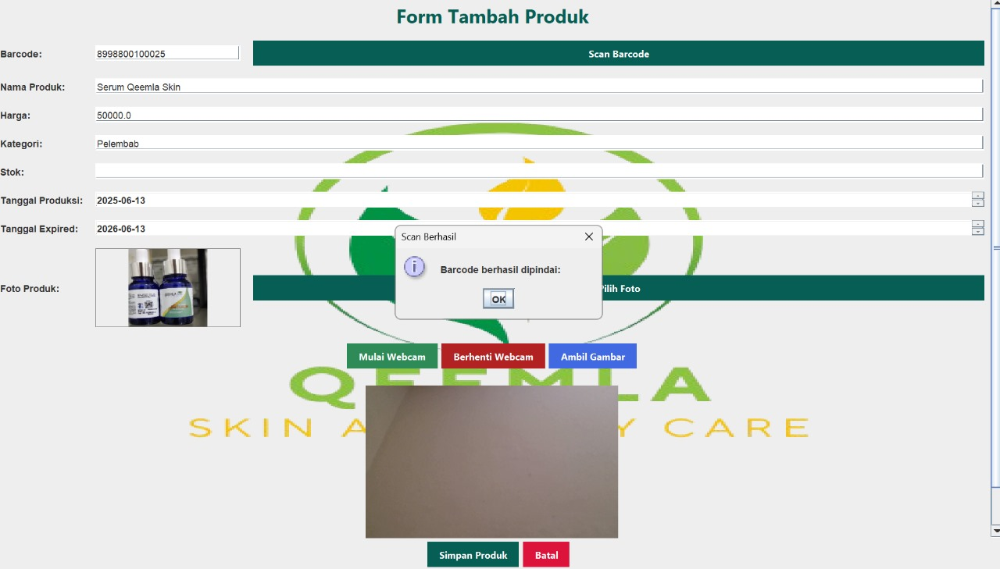 Form Tambah Produk
Barcode: 8998800100025 Scan Barcode
Nama Produk: Serum Qeemla Skin
Harga: 50000.0
Kategori: Pelembab
Stok:
Tanggal Produksi: 2025-06-13
Tanggal Expired: 2026-06-13
Scan Berhasil
Barcode berhasil dipindai:
OK
Foto Produk: Pilih Foto
Mulai Webcam Berhenti Webcam Ambil Gambar
QEEMLA
SKIN A Y CARE
Simpan Produk Batal